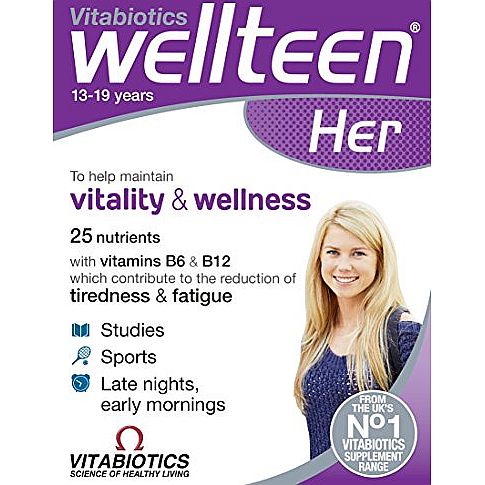 Vitabiotics
wellteen®
13-19 years
Her
To help maintain
vitality & wellness
25 nutrients
with vitamins B6 & B12
which contribute to the reduction of
tiredness & fatigue
Studies
Sports
Late nights,
early mornings
VITABIOTICS
SCIENCE OF HEALTHY LIVING
FROM
THE UK'S
No1
VITABIOTICS
SUPPLEMENT
RANGE